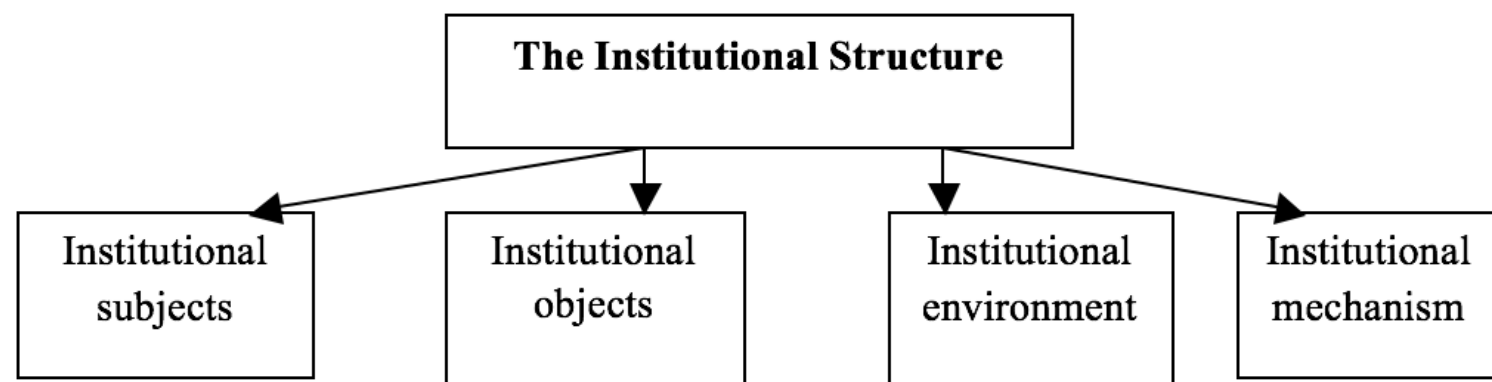 The Institutional Structure
Institutional
subjects
Institutional
objects
Institutional
environment
Institutional
mechanism